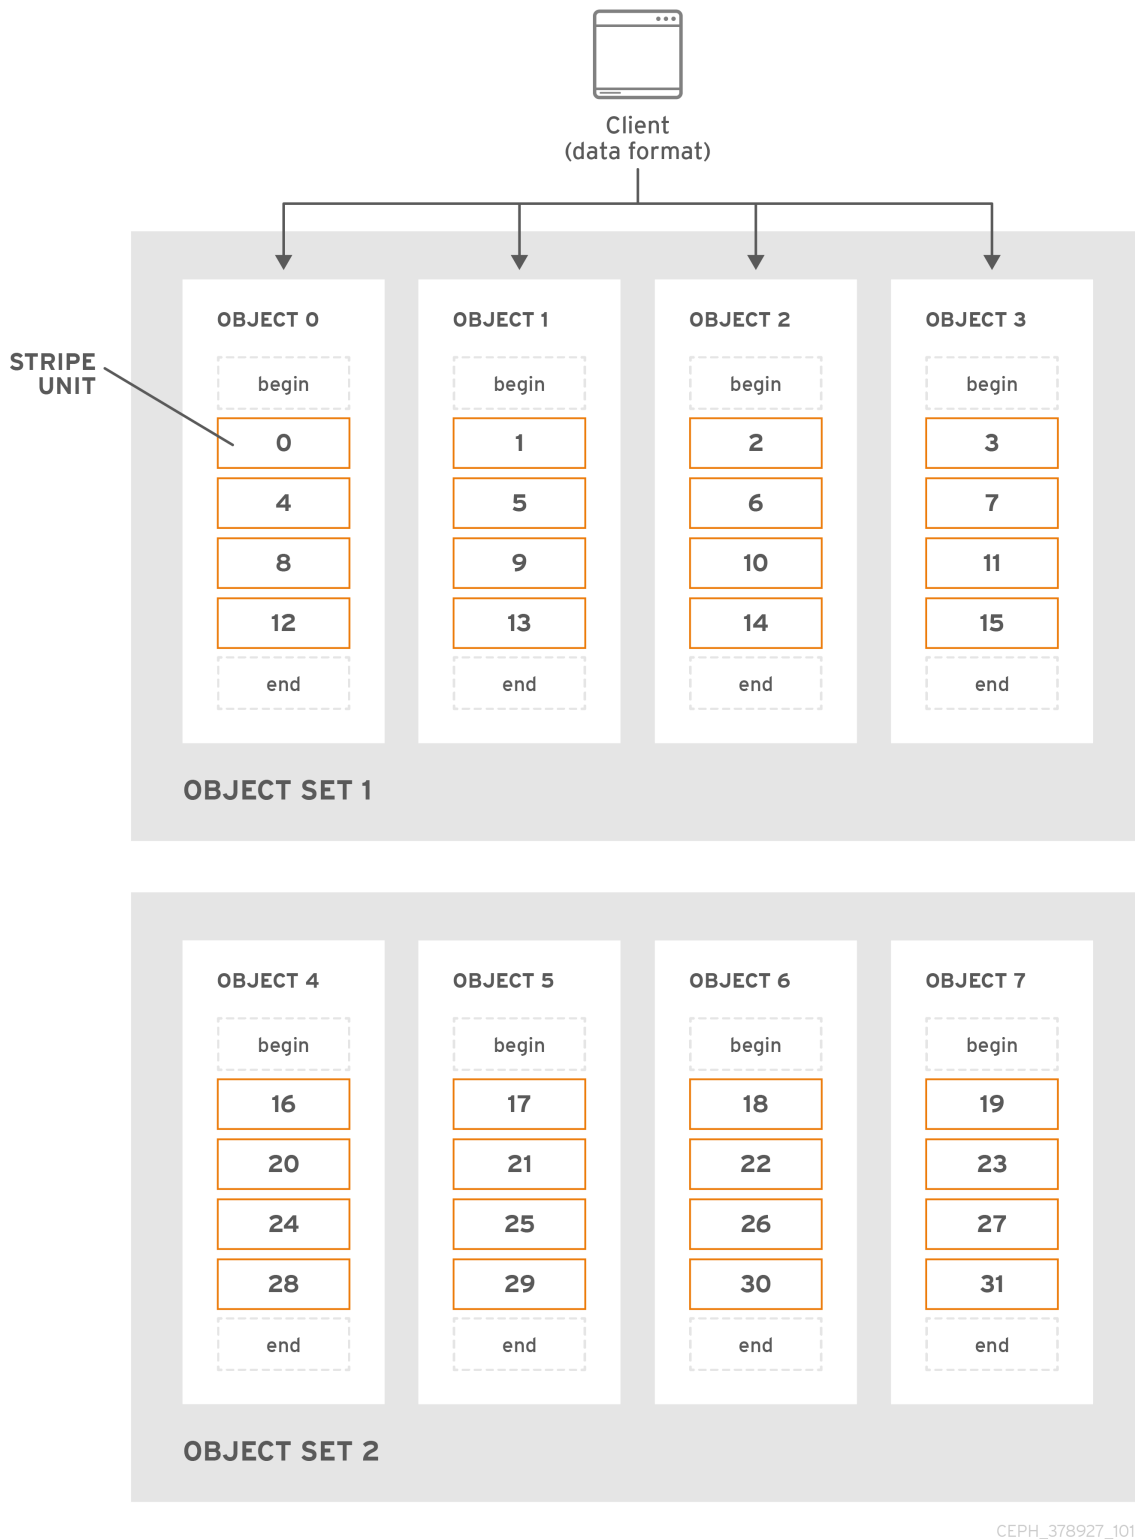 Client
(data format)
OBJECT 0 OBJECT 1 OBJECT 2 OBJECT 3
STRIPE
UNIT
begin begin begin begin
0 1 2 3
4 5 6 7
8 9 10 11
12 13 14 15
end end end end
OBJECT SET 1
OBJECT 4 OBJECT 5 OBJECT 6 OBJECT 7
begin begin begin begin
16 17 18 19
20 21 22 23
24 25 26 27
28 29 30 31
end end end end
OBJECT SET 2
CEPH_378927_101